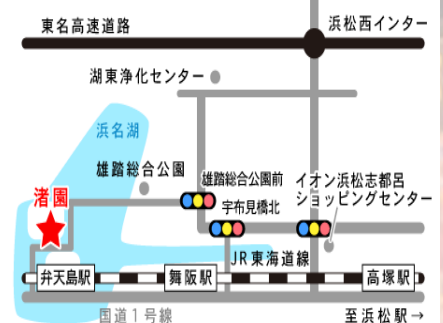 東名高速道路
浜松西インター
湖東浄化センター
浜名湖
雄踏総合公園
雄踏総合公園前
イオン浜松志都呂
ショッピングセンター
渚園
宇布見橋北
JR東海道線
弁天島駅
舞阪駅
高塚駅
国道1号線
至浜松駅→